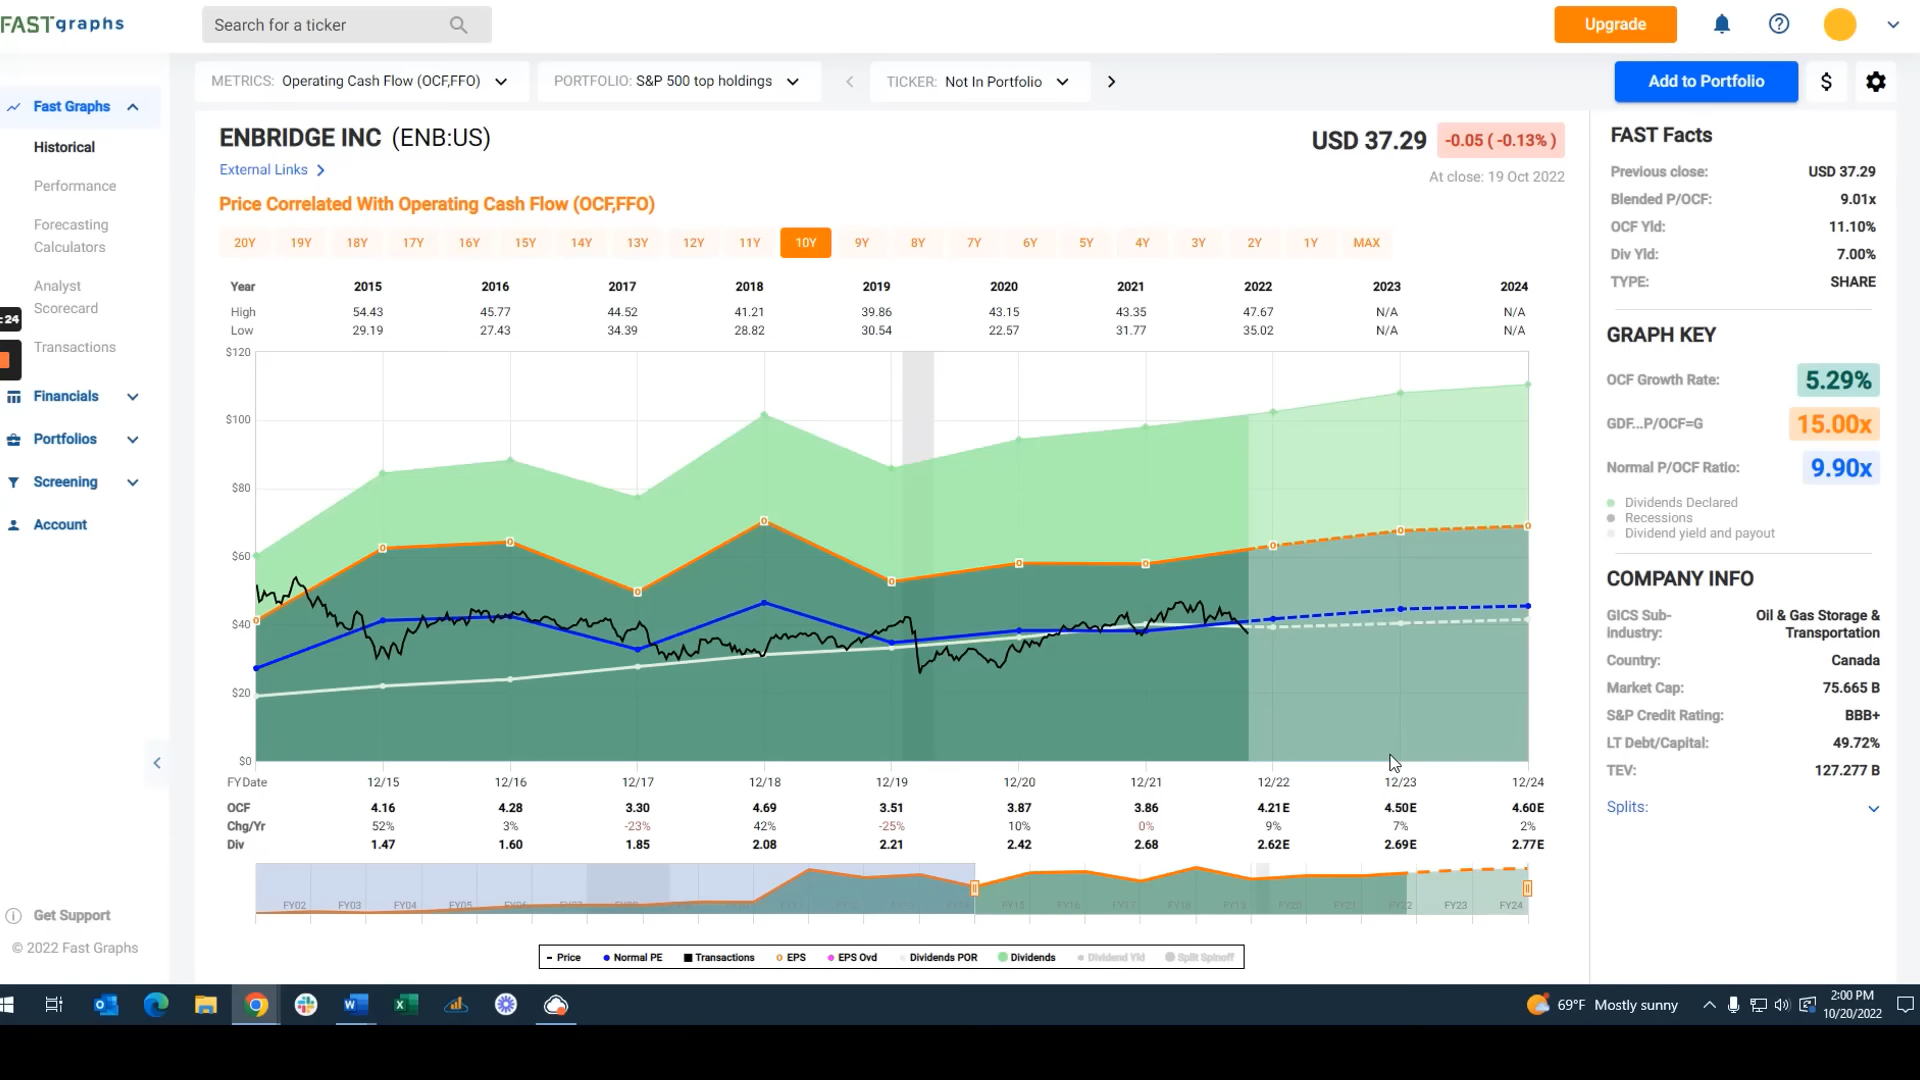 FASTgraphs
Search for a ticker
Upgrade
METRICS: Operating Cash Flow (OCF,FFO)
PORTFOLIO: S&P 500 top holdings
TICKER: Not In Portfolio
Add to Portfolio
$
Fast Graphs
Historical
Performance
Forecasting
Calculators
Analyst
Scorecard
Transactions
Financials
Portfolios
Screening
Account
:24
Get Support
© 2022 Fast Graphs
ENBRIDGE INC (ENB:US)
USD 37.29 -0.05 ( -0.13% )
External Links
At close: 19 Oct 2022
Price Correlated With Operating Cash Flow (OCF,FFO)
20Y 19Y 18Y 17Y 16Y 15Y 14Y 13Y 12Y 11Y 10Y 9Y 8Y 7Y 6Y 5Y 4Y 3Y 2Y 1Y MAX
Year 2015 2016 2017 2018 2019 2020 2021 2022 2023 2024
High 54.43 45.77 44.52 41.21 39.86 43.15 43.35 47.67 N/A N/A
Low 29.19 27.43 34.39 28.82 30.54 22.57 31.77 35.02 N/A N/A
$120
$100
$80
$60
$40
$20
$0
FYDate 12/15 12/16 12/17 12/18 12/19 12/20 12/21 12/22 12/23 12/24
OCF 4.16 4.28 3.30 4.69 3.51 3.87 3.86 4.21E 4.50E 4.60E
Chg/Yr 52% 3% -23% 42% -25% 10% 0% 9% 7% 2%
Div 1.47 1.60 1.85 2.08 2.21 2.42 2.68 2.62E 2.69E 2.77E
FY02 FY03 FY04 FY05 FY06 FY15 FY16 FY17 FY18 FY19 FY20 FY21 FY22 FY23 FY24
Price Normal PE Transactions EPS EPS Ovd Dividends POR Dividends Dividend Yld Split Spinoff
FAST Facts
Previous close: USD 37.29
Blended P/OCF: 9.01x
OCF Yld: 11.10%
Div Yld: 7.00%
TYPE: SHARE
GRAPH KEY
OCF Growth Rate: 5.29%
GDF...P/OCF=G 15.00x
Normal P/OCF Ratio: 9.90x
Dividends Declared
Recessions
Dividend yield and payout
COMPANY INFO
GICS Sub-industry: Oil & Gas Storage &
Transportation
Country: Canada
Market Cap: 75.665 B
S&P Credit Rating: BBB+
LT Debt/Capital: 49.72%
TEV: 127.277 B
Splits:
69°F Mostly sunny
2:00 PM
10/20/2022